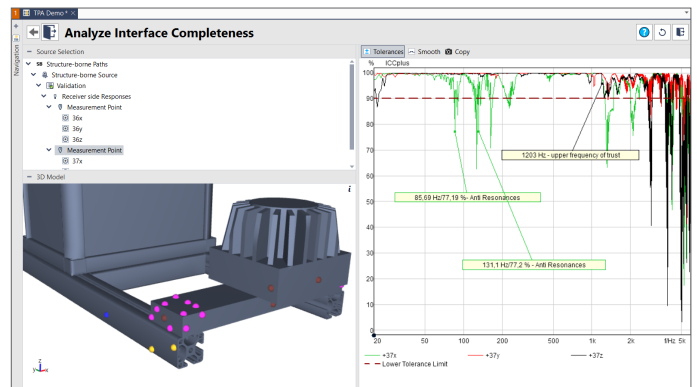 1 TPA Demo* ×
Analyze Interface Completeness
Navigation
Source Selection
SB Structure-borne Paths
Structure-borne Source
Validation
Receiver side Responses
Measurement Point
36x
36y
36z
Measurement Point
37x
3D Model
i
z
y x
Tolerances Smooth Copy
% ICCplus
100
90
80
70
60
50
40
30
20
10
0
1203 Hz - upper frequency of trust
85,69 Hz/77,19 %- Anti Resonances
131,1 Hz/77,2 % - Anti Resonances
20 50 100 200 500 1k 2k f/Hz 5k
+37x +37y +37z
Lower Tolerance Limit